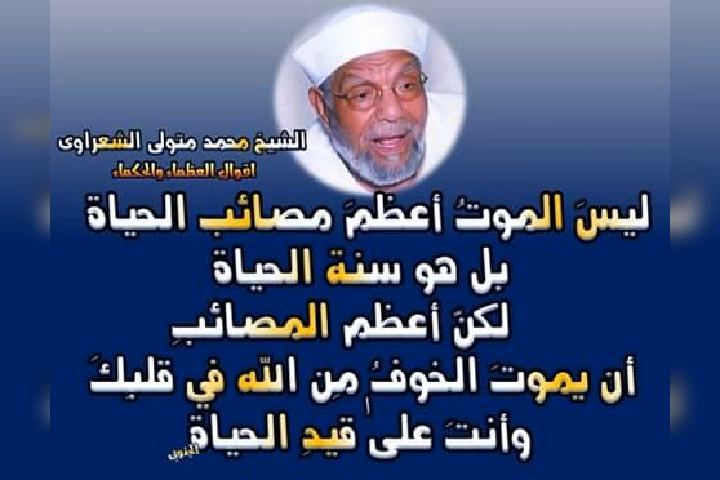 الشيخ محمد متولى الشعراوى
اقوال العظماء والحكماء
ليسَ الموتُ أعظمَ مصائب الحياة
بل هو سنة الحياة
لكنّ أعظم المصائبِ
أن يموتَ الخوفُ مِن الله في قلبكَ
وأنتَ على قيدِ الحياة